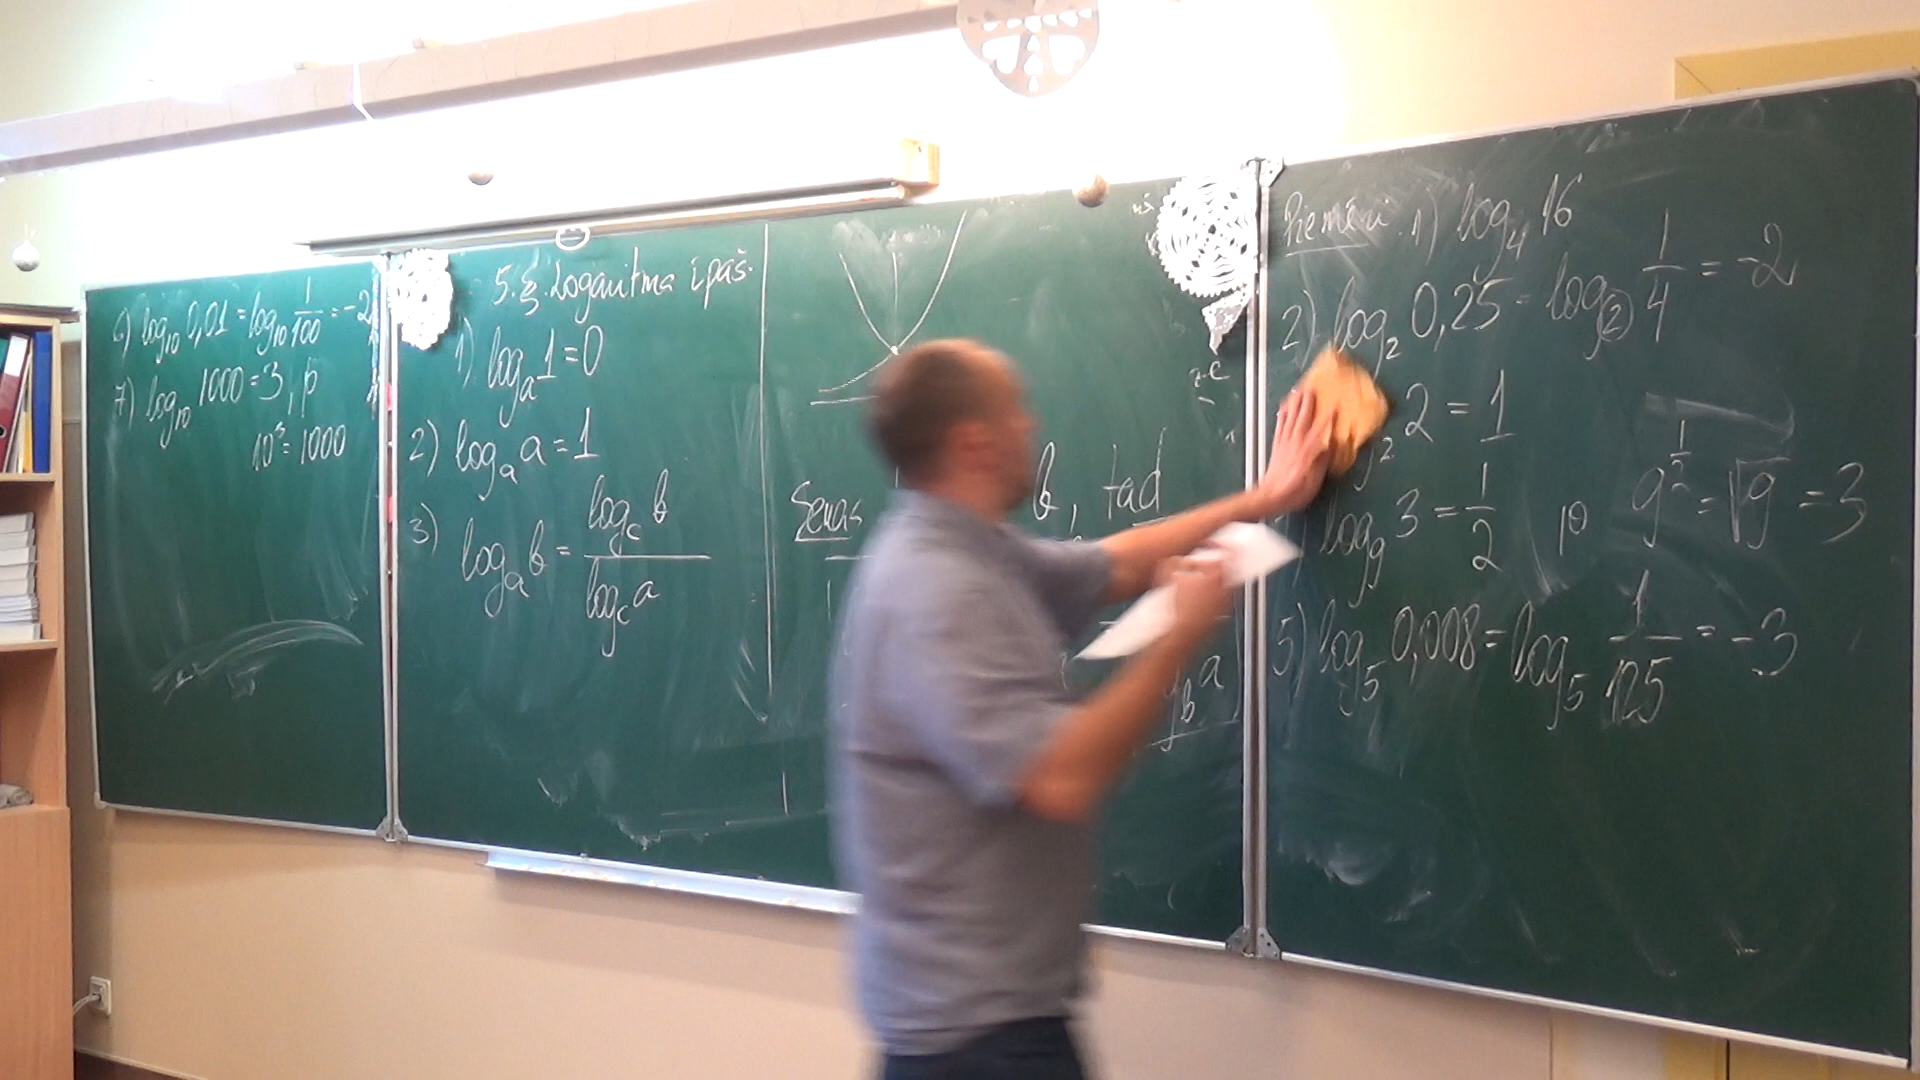 6) log₁₀ 0,01 = log₁₀ 1/100 = -2
7) log₁₀ 1000 = 3, p
10³ = 1000
5.§. Logaritma īpaš.
1) logₐ 1 = 0
2) logₐ a = 1
3) logₐ b = log_c b / log_c a
Sekas
b, tad
Piemēri 1) log₄ 16
2) log₂ 0,25 = log② 1/4 = -2
2 = 1
log₉ 3 = 1/2 jo 9^(1/2) = √9 = 3
5) log₅ 0,008 = log₅ 1/125 = -3